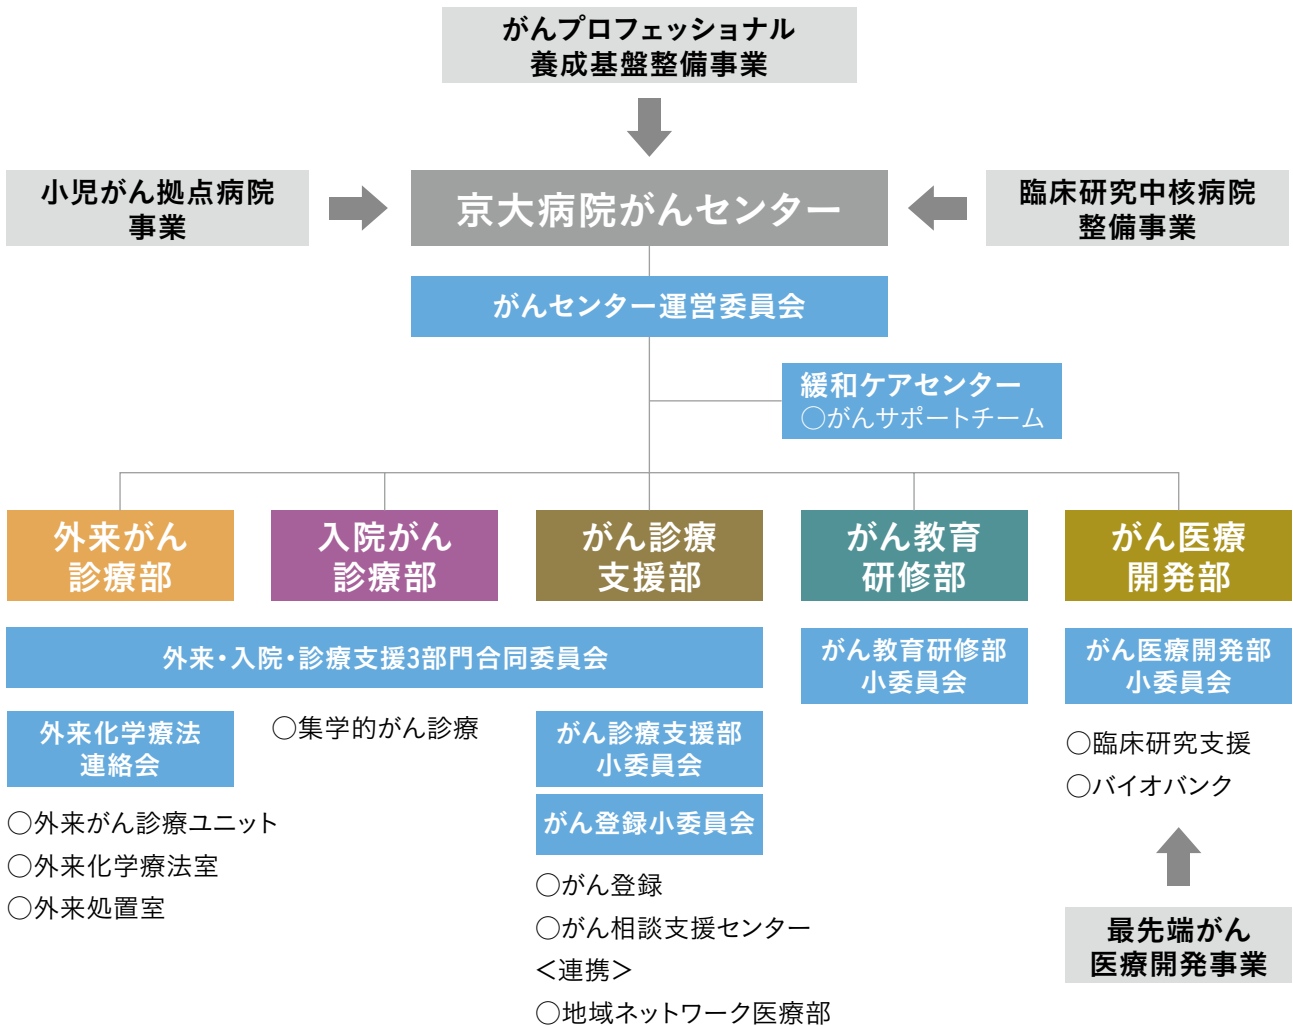 がんプロフェッショナル
養成基盤整備事業
小児がん拠点病院
事業
京大病院がんセンター
臨床研究中核病院
整備事業
がんセンター運営委員会
緩和ケアセンター
○がんサポートチーム
外来がん
診療部
入院がん
診療部
がん診療
支援部
がん教育
研修部
がん医療
開発部
外来・入院・診療支援3部門合同委員会
がん教育研修部
小委員会
がん医療開発部
小委員会
外来化学療法
連絡会
○外来がん診療ユニット
○外来化学療法室
○外来処置室
○集学的がん診療
がん診療支援部
小委員会
がん登録小委員会
○がん登録
○がん相談支援センター
<連携>
○地域ネットワーク医療部
○臨床研究支援
○バイオバンク
最先端がん
医療開発事業